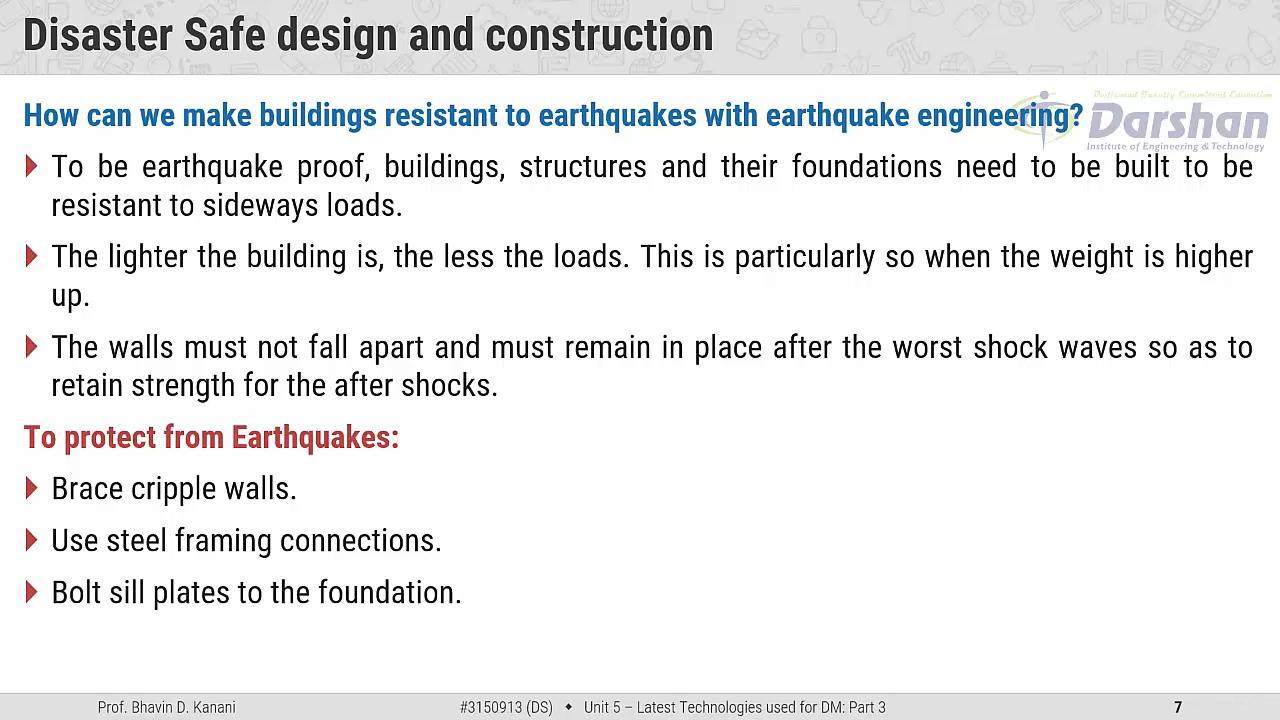 Disaster Safe design and construction
How can we make buildings resistant to earthquakes with earthquake engineering?
Dedicated Faculty Committed Education
Darshan
Institute of Engineering & Technology
To be earthquake proof, buildings, structures and their foundations need to be built to be
resistant to sideways loads.
The lighter the building is, the less the loads. This is particularly so when the weight is higher
up.
The walls must not fall apart and must remain in place after the worst shock waves so as to
retain strength for the after shocks.
To protect from Earthquakes:
Brace cripple walls.
Use steel framing connections.
Bolt sill plates to the foundation.
Prof. Bhavin D. Kanani #3150913 (DS) ⬥ Unit 5 – Latest Technologies used for DM: Part 3 7